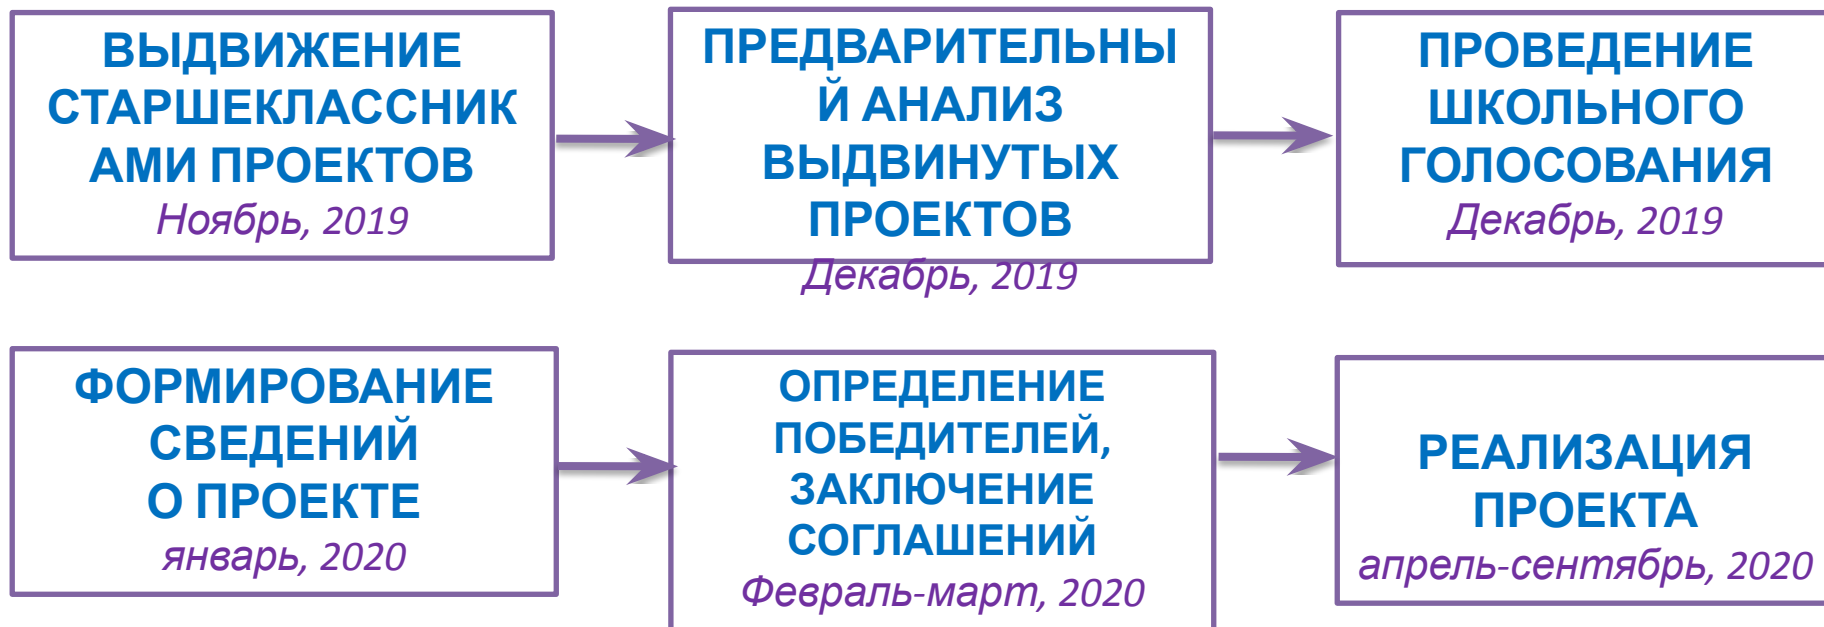 ВЫДВИЖЕНИЕ
СТАРШЕКЛАССНИК
АМИ ПРОЕКТОВ
Ноябрь, 2019
ПРЕДВАРИТЕЛЬНЫ
Й АНАЛИЗ
ВЫДВИНУТЫХ
ПРОЕКТОВ
Декабрь, 2019
ПРОВЕДЕНИЕ
ШКОЛЬНОГО
ГОЛОСОВАНИЯ
Декабрь, 2019
ФОРМИРОВАНИЕ
СВЕДЕНИЙ
О ПРОЕКТЕ
январь, 2020
ОПРЕДЕЛЕНИЕ
ПОБЕДИТЕЛЕЙ,
ЗАКЛЮЧЕНИЕ
СОГЛАШЕНИЙ
Февраль-март, 2020
РЕАЛИЗАЦИЯ
ПРОЕКТА
апрель-сентябрь, 2020